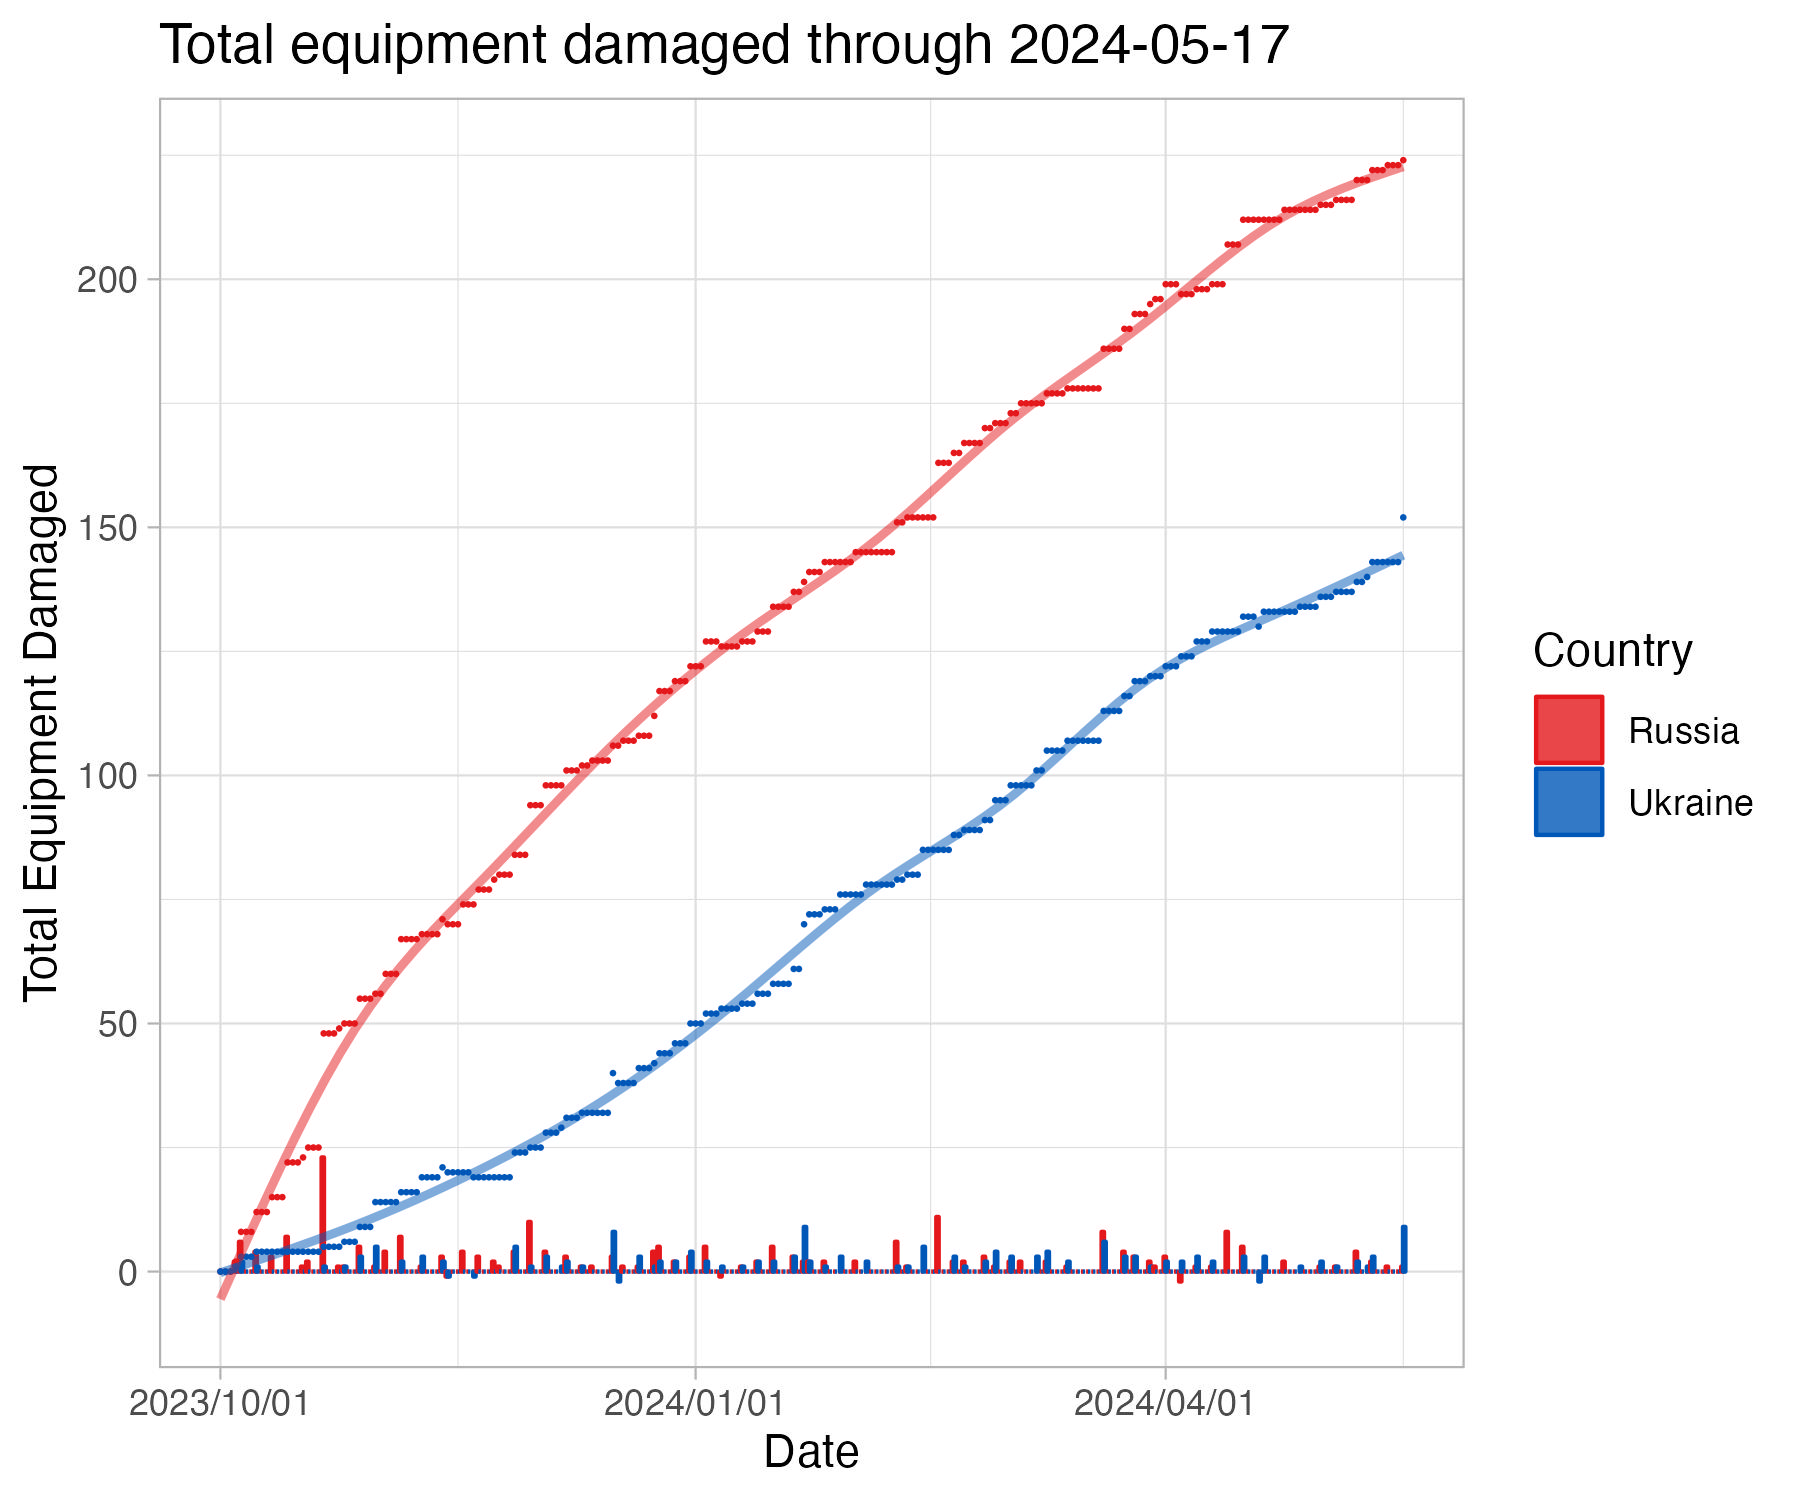 Total equipment damaged through 2024-05-17
Total Equipment Damaged
200
150
100
50
0
2023/10/01
2024/01/01
2024/04/01
Date
Country
Russia
Ukraine